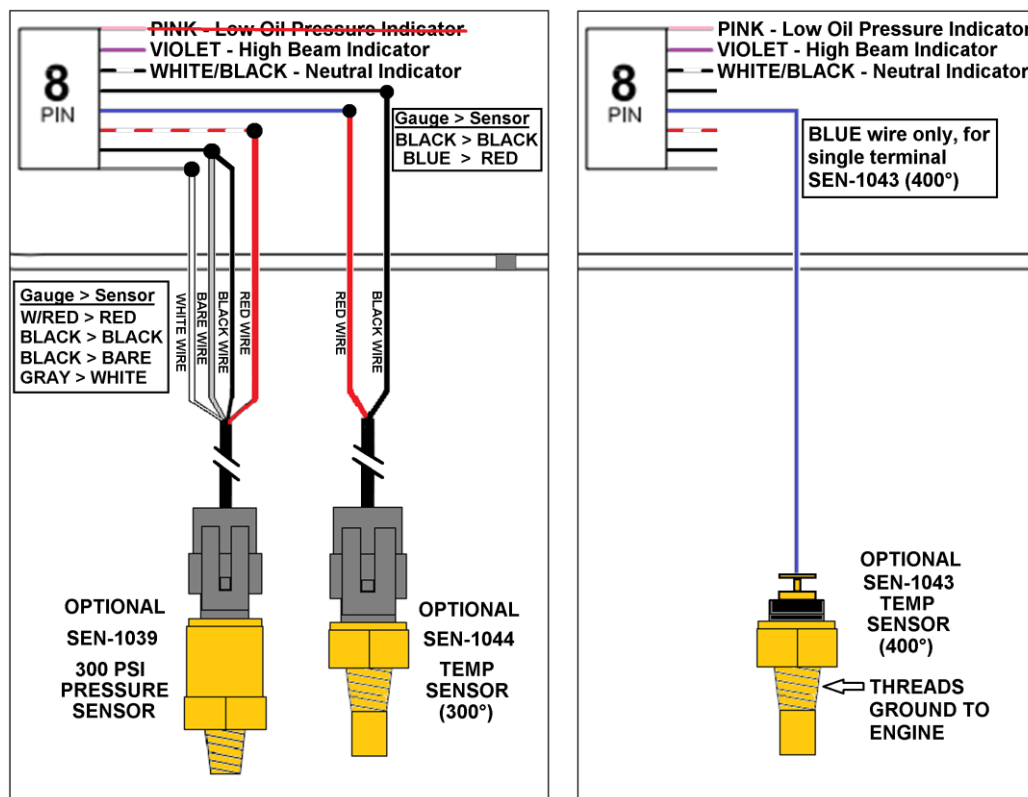 8
PIN
PINK - Low Oil Pressure Indicator
VIOLET - High Beam Indicator
WHITE/BLACK - Neutral Indicator
Gauge > Sensor
BLACK > BLACK
BLUE > RED
Gauge > Sensor
W/RED > RED
BLACK > BLACK
BLACK > BARE
GRAY > WHITE
WHITE WIRE
BARE WIRE
BLACK WIRE
RED WIRE
RED WIRE
BLACK WIRE
OPTIONAL
SEN-1039
300 PSI
PRESSURE
SENSOR
OPTIONAL
SEN-1044
TEMP
SENSOR
(300°)
8
PIN
PINK - Low Oil Pressure Indicator
VIOLET - High Beam Indicator
WHITE/BLACK - Neutral Indicator
BLUE wire only, for
single terminal
SEN-1043 (400°)
OPTIONAL
SEN-1043
TEMP
SENSOR
(400°)
THREADS
GROUND TO
ENGINE